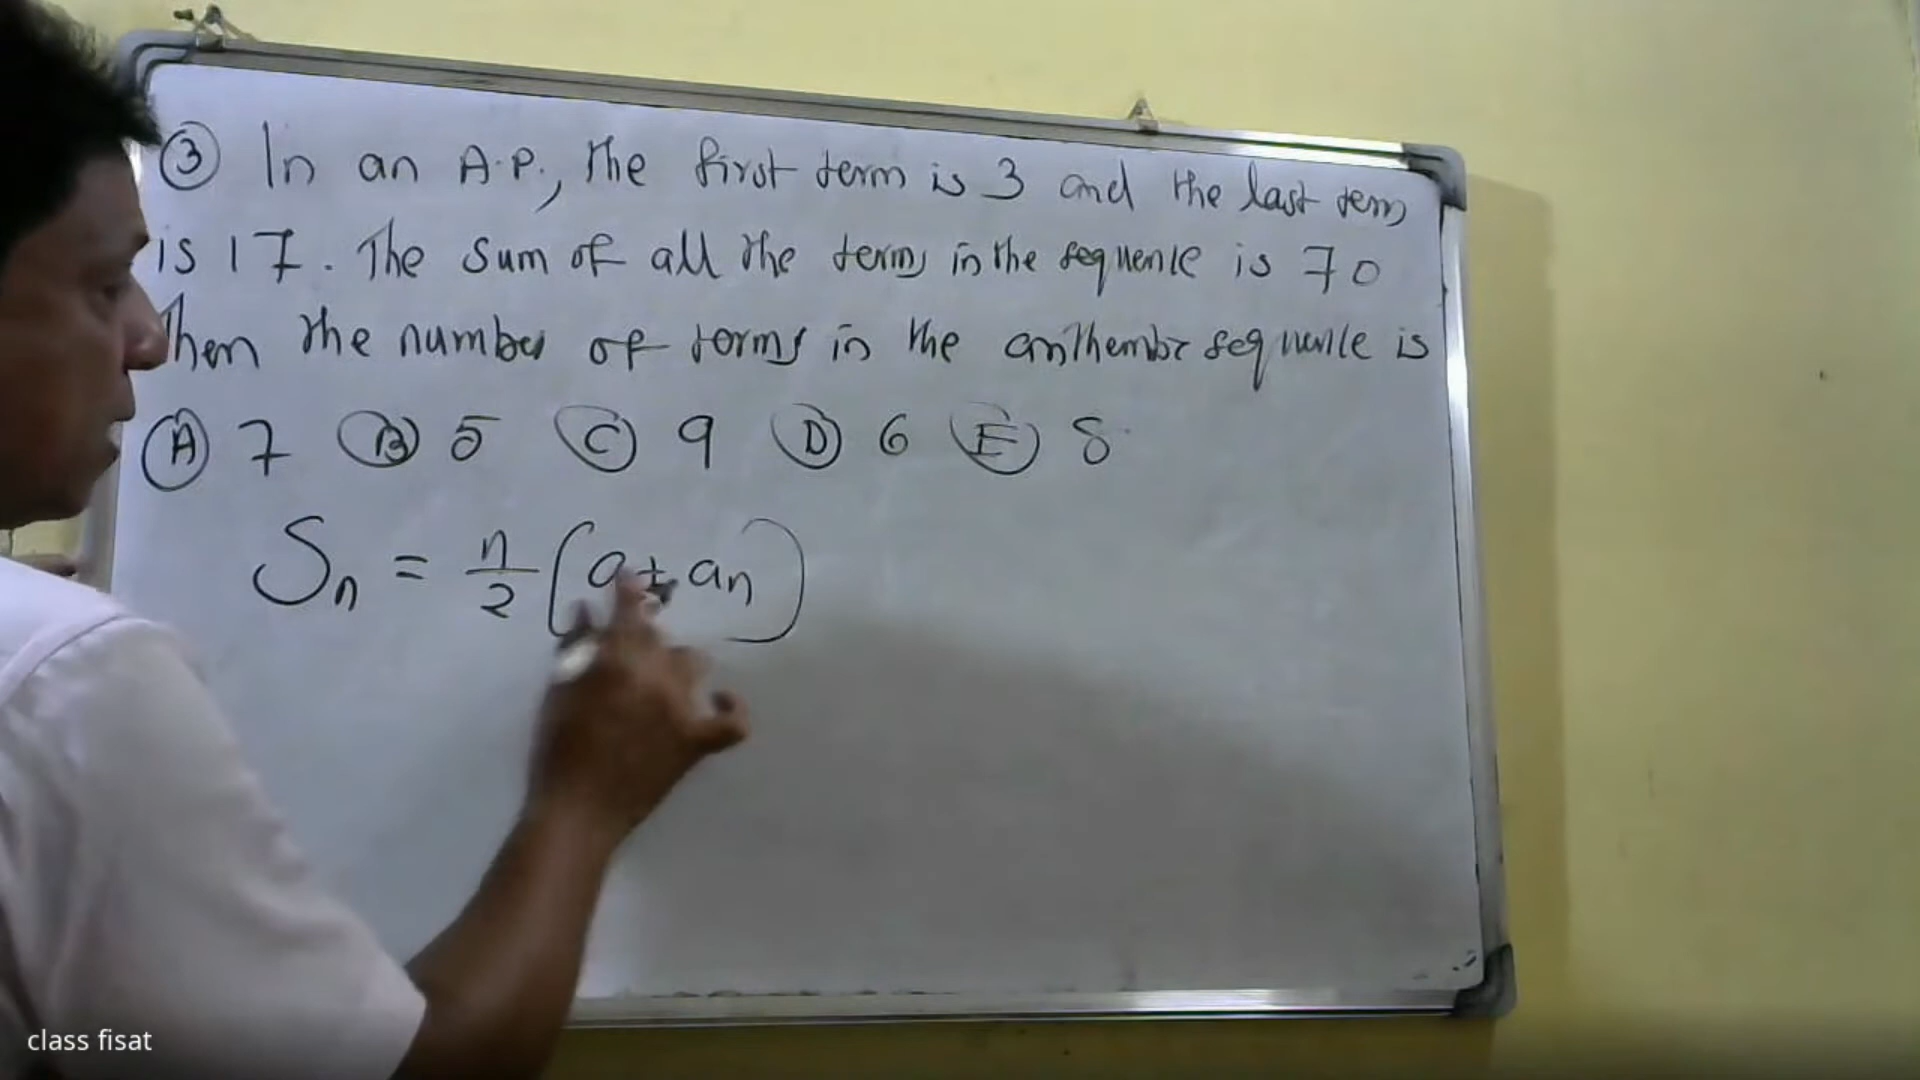 ③ In an A.P., the first term is 3 and the last term
is 17. The sum of all the terms in the sequence is 70
Then the number of terms in the arithmetic sequence is
Ⓐ 7 Ⓑ 5 Ⓒ 9 Ⓓ 6 Ⓔ 8
Sn = n/2 (a + an)
class fisat